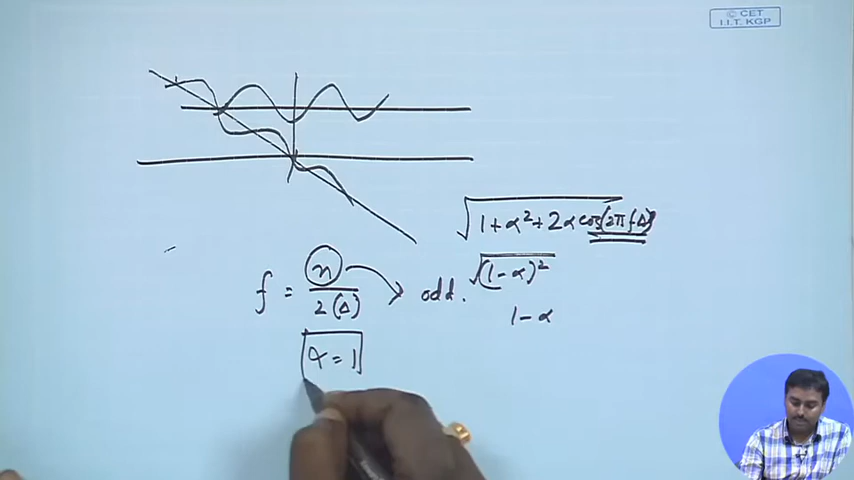 © CET
I.I.T. KGP
√1 + α² + 2α cos(2πfΔ)
f = n / 2(Δ) → odd. √(1 - α)²
1 - α
α = 1